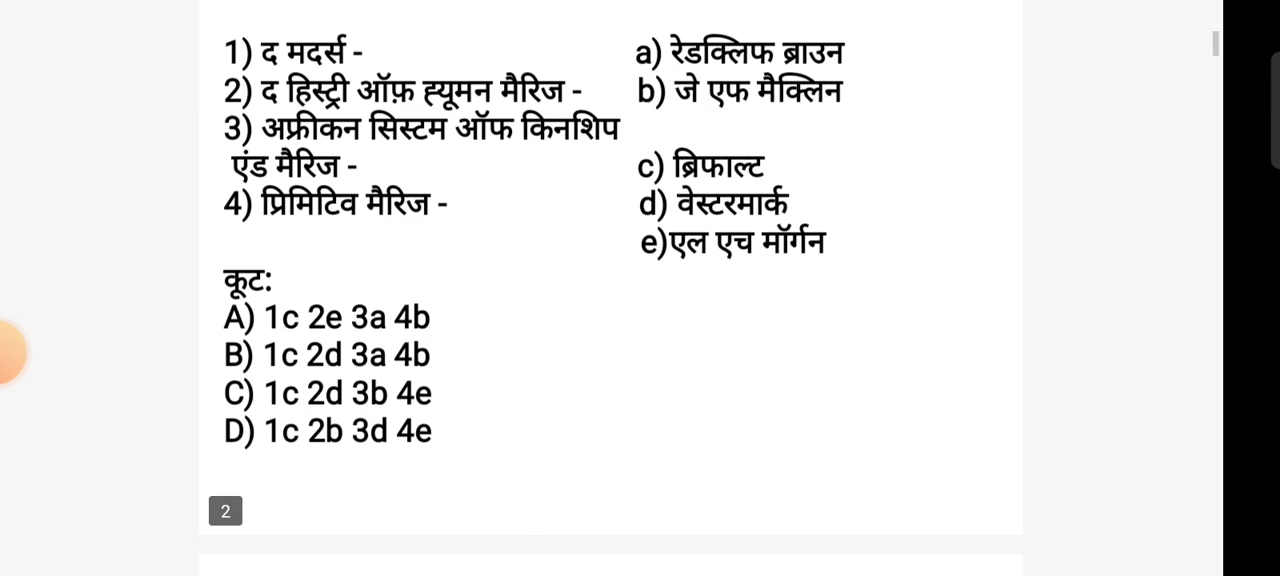 1) द मदर्स - a) रेडक्लिफ ब्राउन
2) द हिस्ट्री ऑफ़ ह्यूमन मैरिज - b) जे एफ मैक्लिन
3) अफ्रीकन सिस्टम ऑफ किनशिप
एंड मैरिज - c) ब्रिफाल्ट
4) प्रिमिटिव मैरिज - d) वेस्टरमार्क
e)एल एच मॉर्गन
कूट:
A) 1c 2e 3a 4b
B) 1c 2d 3a 4b
C) 1c 2d 3b 4e
D) 1c 2b 3d 4e
2